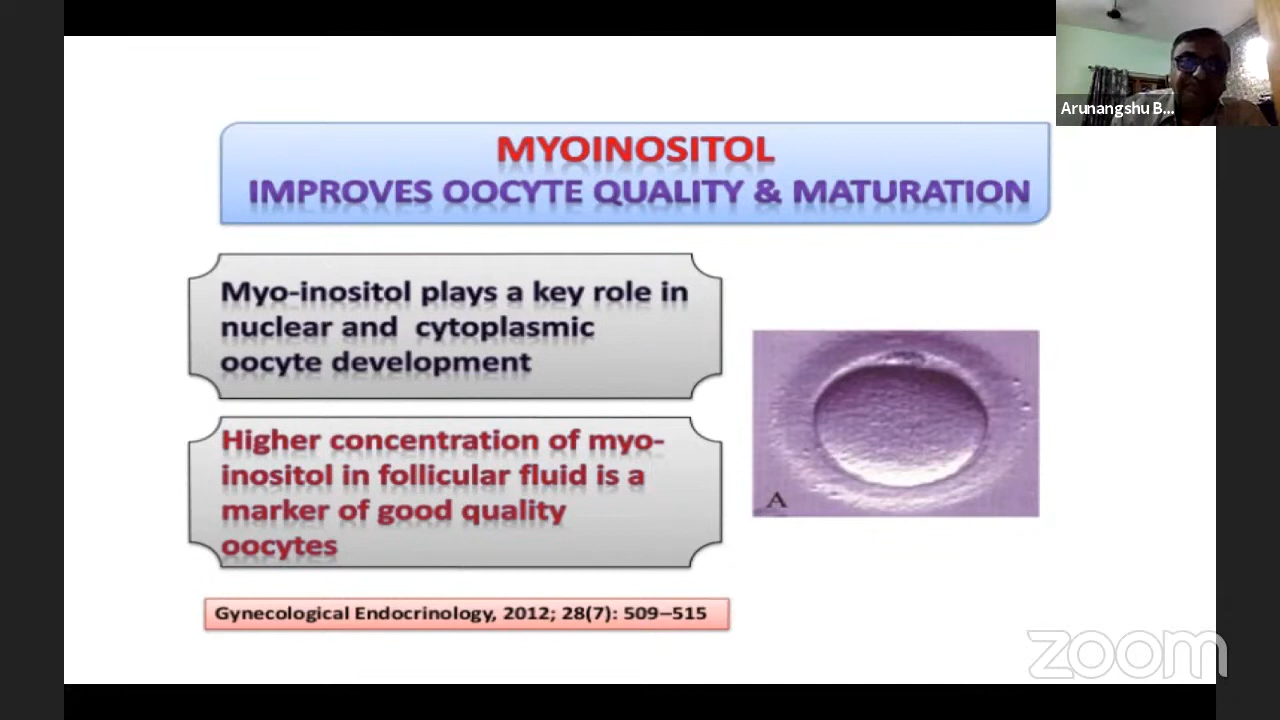 Arunangshu B...
MYOINOSITOL
IMPROVES OOCYTE QUALITY & MATURATION
Myo-inositol plays a key role in
nuclear and cytoplasmic
oocyte development
Higher concentration of myo-
inositol in follicular fluid is a
marker of good quality
oocytes
A
Gynecological Endocrinology, 2012; 28(7): 509–515
zoom